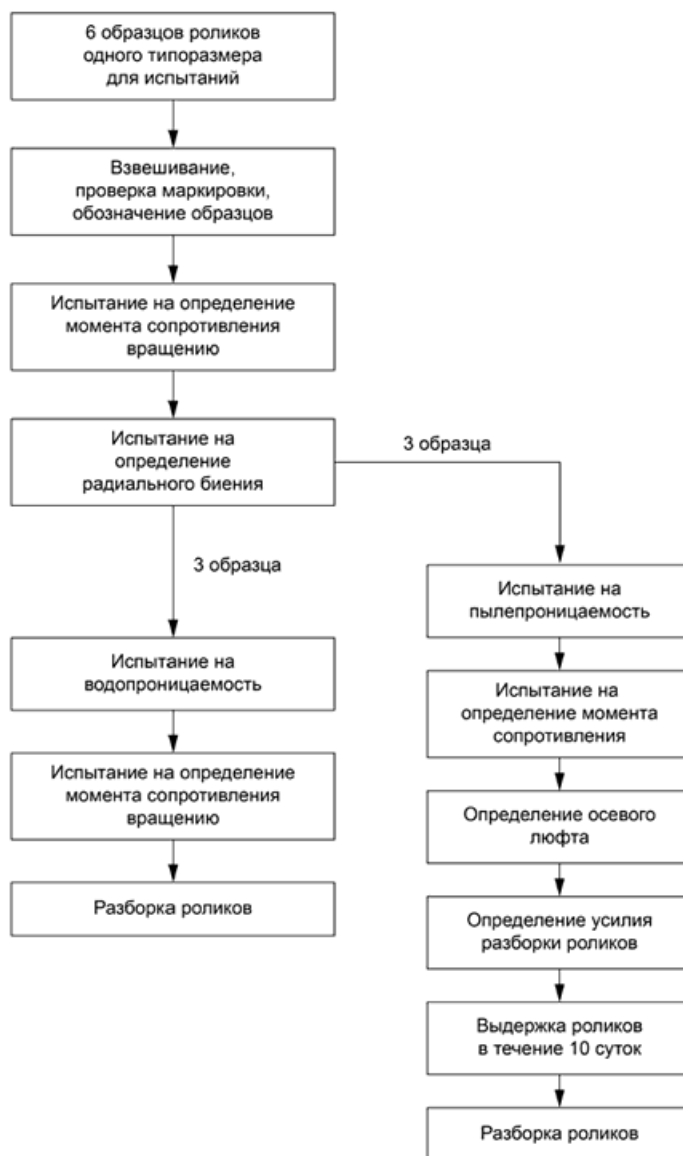 6 образцов роликов
одного типоразмера
для испытаний
Взвешивание,
проверка маркировки,
обозначение образцов
Испытание на определение
момента сопротивления
вращению
Испытание на
определение
радиального биения
3 образца
3 образца
Испытание на
водопроницаемость
Испытание на определение
момента сопротивления
вращению
Разборка роликов
Испытание на
пылепроницаемость
Испытание на
определение момента
сопротивления
Определение осевого
люфта
Определение усилия
разборки роликов
Выдержка роликов
в течение 10 суток
Разборка роликов